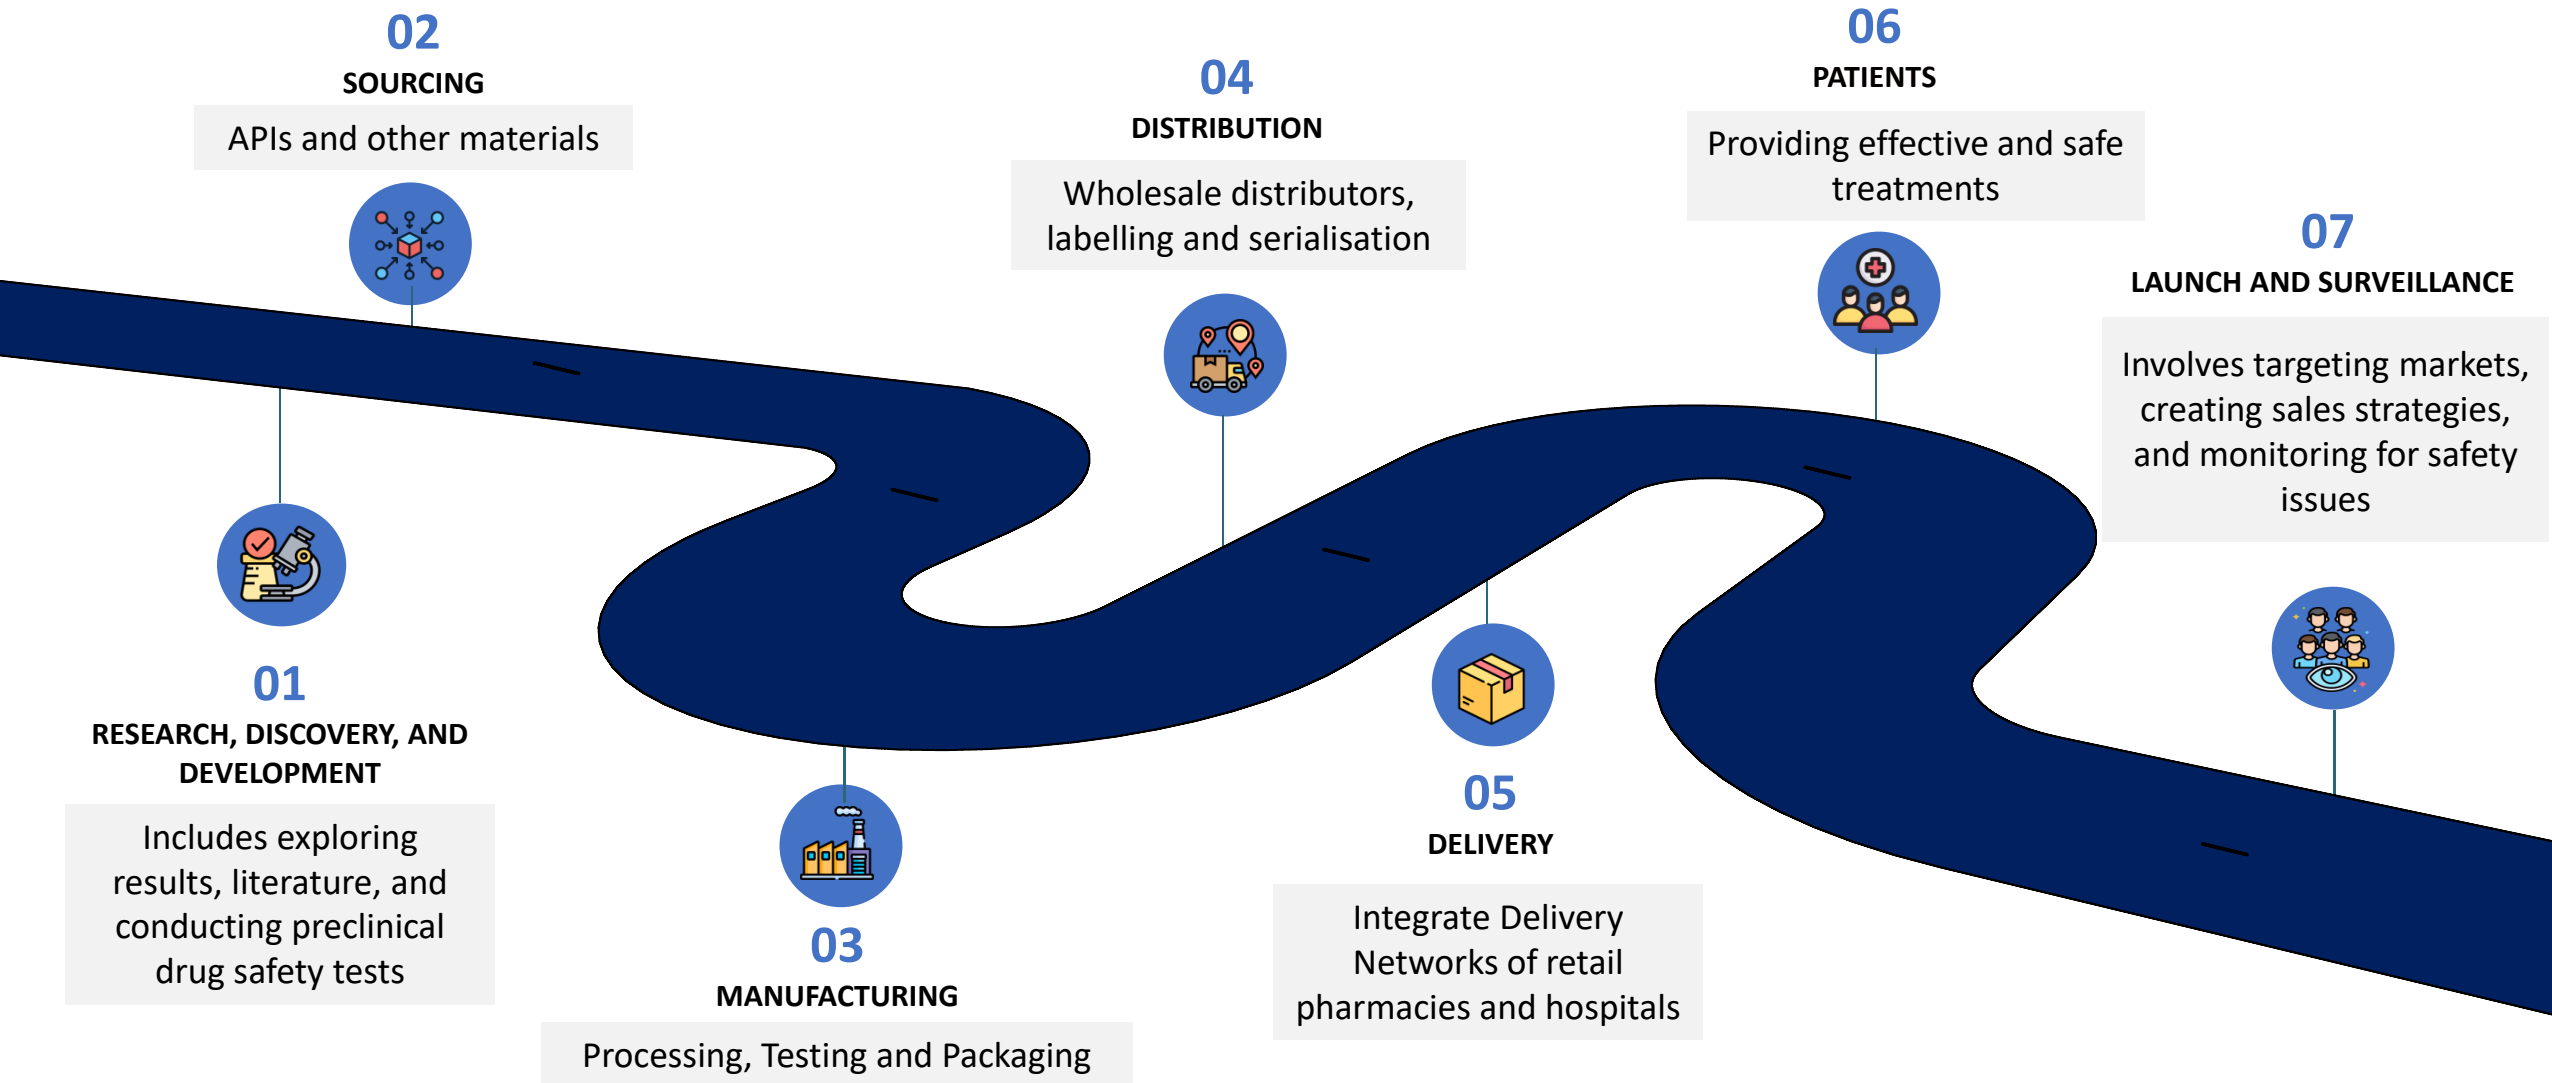 01
RESEARCH, DISCOVERY, AND
DEVELOPMENT
Includes exploring
results, literature, and
conducting preclinical
drug safety tests
02
SOURCING
APIs and other materials
03
MANUFACTURING
Processing, Testing and Packaging
04
DISTRIBUTION
Wholesale distributors,
labelling and serialisation
05
DELIVERY
Integrate Delivery
Networks of retail
pharmacies and hospitals
06
PATIENTS
Providing effective and safe
treatments
07
LAUNCH AND SURVEILLANCE
Involves targeting markets,
creating sales strategies,
and monitoring for safety
issues